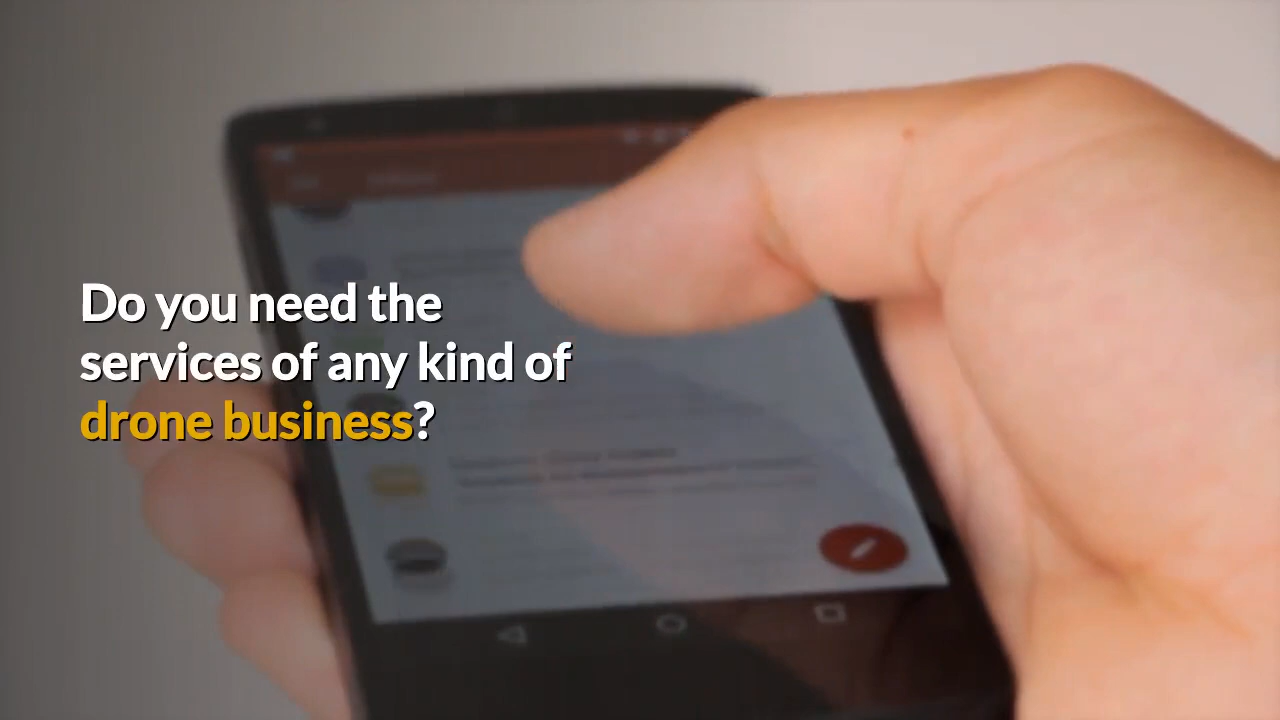 Do you need the
services of any kind of
drone business?